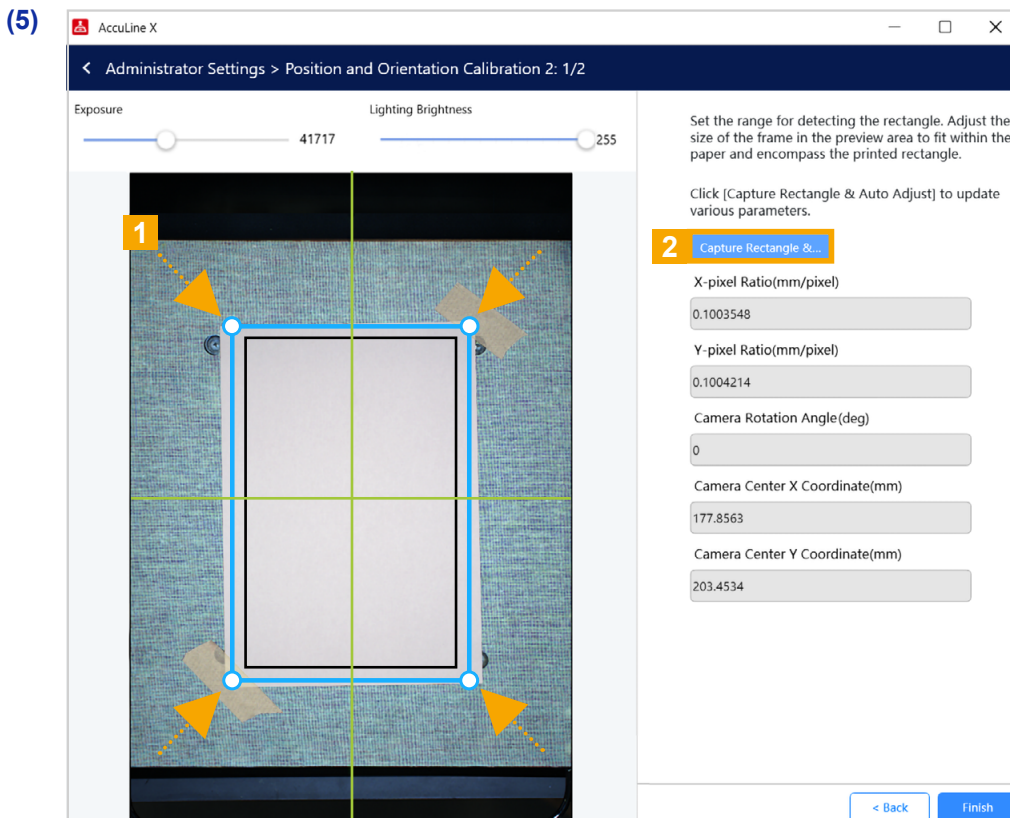 (5)
AccuLine X
Administrator Settings > Position and Orientation Calibration 2: 1/2
Exposure
41717
Lighting Brightness
255
1
Set the range for detecting the rectangle. Adjust the
size of the frame in the preview area to fit within the
paper and encompass the printed rectangle.
Click [Capture Rectangle & Auto Adjust] to update
various parameters.
2
Capture Rectangle &...
X-pixel Ratio(mm/pixel)
0.1003548
Y-pixel Ratio(mm/pixel)
0.1004214
Camera Rotation Angle(deg)
0
Camera Center X Coordinate(mm)
177.8563
Camera Center Y Coordinate(mm)
203.4534
< Back
Finish